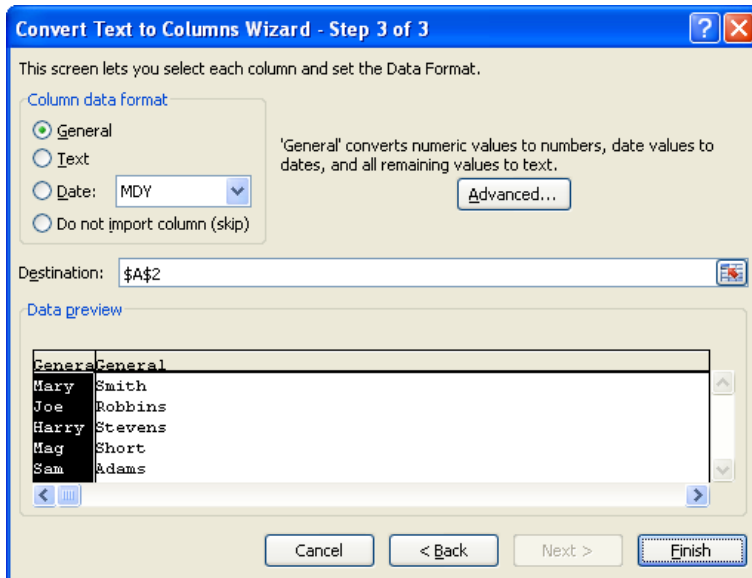 Convert Text to Columns Wizard - Step 3 of 3
This screen lets you select each column and set the Data Format.
Column data format
General
Text
Date: MDY
Do not import column (skip)
'General' converts numeric values to numbers, date values to
dates, and all remaining values to text.
Advanced...
Destination: $A$2
Data preview
GeneraGeneral
Mary Smith
Joe Robbins
Harry Stevens
Mag Short
Sam Adams
Cancel < Back Next > Finish